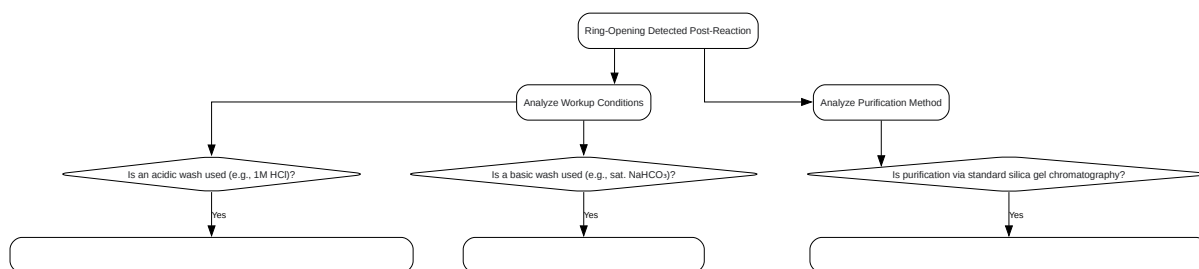 Ring-Opening Detected Post-Reaction
Analyze Workup Conditions
Analyze Purification Method
Is an acidic wash used (e.g., 1M HCl)?
Is a basic wash used (e.g., sat. NaHCO₃)?
Is purification via standard silica gel chromatography?
Yes
Yes
Yes